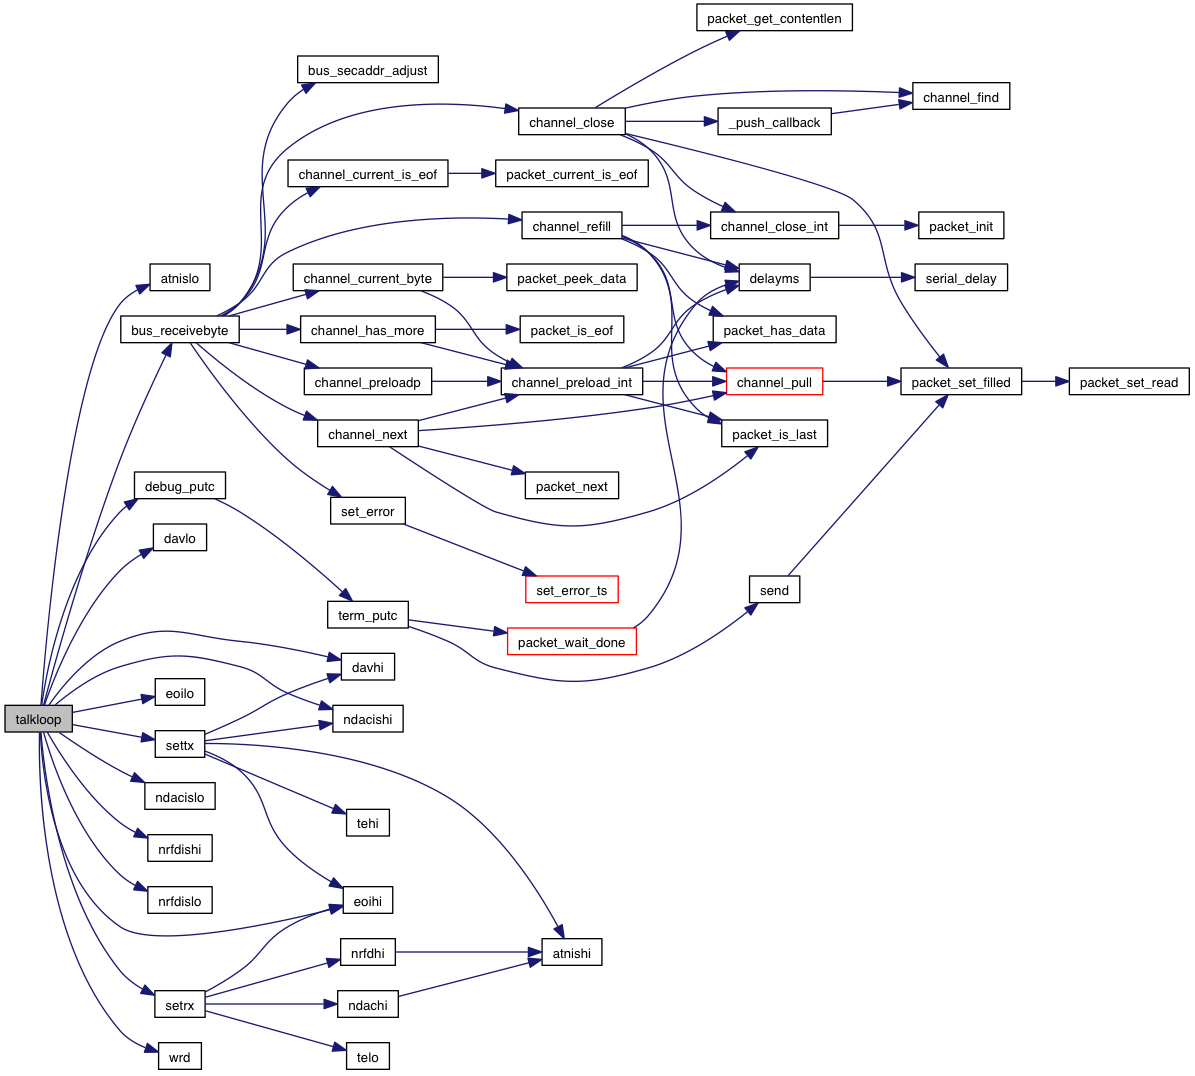 packet_get_contentlen
bus_secaddr_adjust
channel_find
channel_close
_push_callback
channel_current_is_eof
packet_current_is_eof
channel_refill
channel_close_int
packet_init
atnislo
channel_current_byte
packet_peek_data
delayms
serial_delay
bus_receivebyte
channel_has_more
packet_is_eof
packet_has_data
channel_preloadp
channel_preload_int
channel_pull
packet_set_filled
packet_set_read
channel_next
packet_is_last
debug_putc
packet_next
set_error
davlo
set_error_ts
send
term_putc
packet_wait_done
davhi
eoilo
talkloop
ndacishi
settx
ndacislo
tehi
nrfdishi
nrfdislo
eoihi
nrfdhi
atnishi
setrx
ndachi
wrd
telo